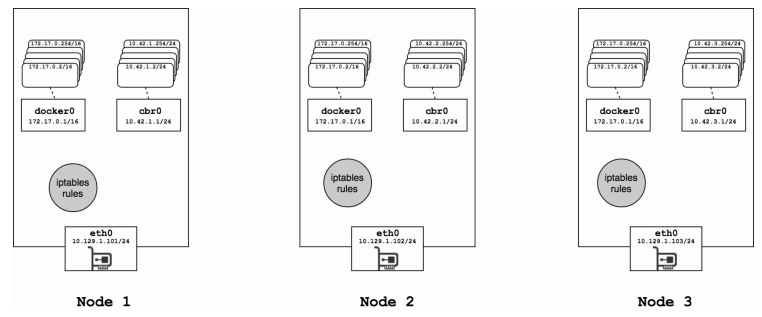 172.17.0.254/16
172.17.0.2/16
10.42.1.254/24
10.42.1.2/24
docker0
172.17.0.1/16
cbr0
10.42.1.1/24
iptables
rules
eth0
10.129.1.101/24
Node 1
172.17.0.254/16
172.17.0.2/16
10.42.2.254/24
10.42.2.2/24
docker0
172.17.0.1/16
cbr0
10.42.2.1/24
iptables
rules
eth0
10.129.1.102/24
Node 2
172.17.0.254/16
172.17.0.2/16
10.42.3.254/24
10.42.3.2/24
docker0
172.17.0.1/16
cbr0
10.42.3.1/24
iptables
rules
eth0
10.129.1.103/24
Node 3